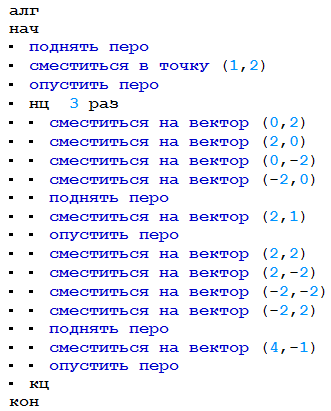 алг
нач
▪ поднять перо
▪ сместиться в точку (1,2)
▪ опустить перо
▪ нц 3 раз
▪ ▪ сместиться на вектор (0,2)
▪ ▪ сместиться на вектор (2,0)
▪ ▪ сместиться на вектор (0,-2)
▪ ▪ сместиться на вектор (-2,0)
▪ ▪ поднять перо
▪ ▪ сместиться на вектор (2,1)
▪ ▪ опустить перо
▪ ▪ сместиться на вектор (2,2)
▪ ▪ сместиться на вектор (2,-2)
▪ ▪ сместиться на вектор (-2,-2)
▪ ▪ сместиться на вектор (-2,2)
▪ ▪ поднять перо
▪ ▪ сместиться на вектор (4,-1)
▪ ▪ опустить перо
▪ кц
кон